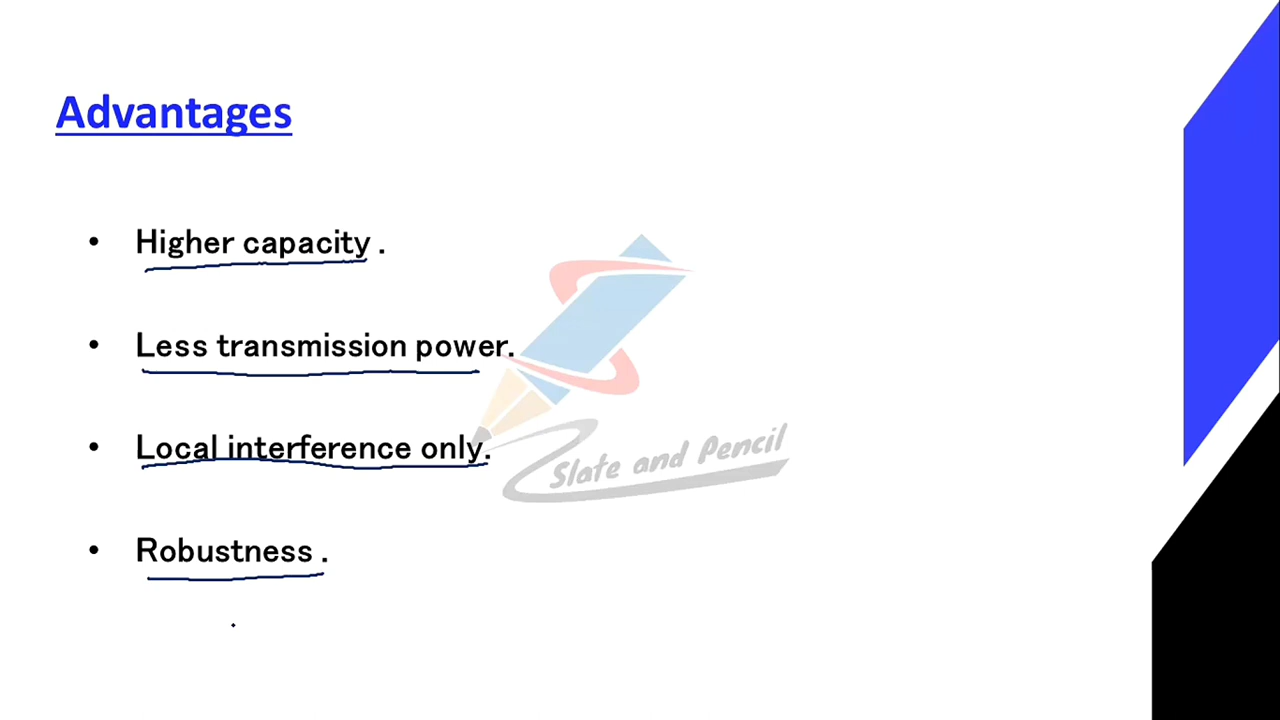 Advantages
• Higher capacity .
• Less transmission power.
• Local interference only.
Slate and Pencil
• Robustness .